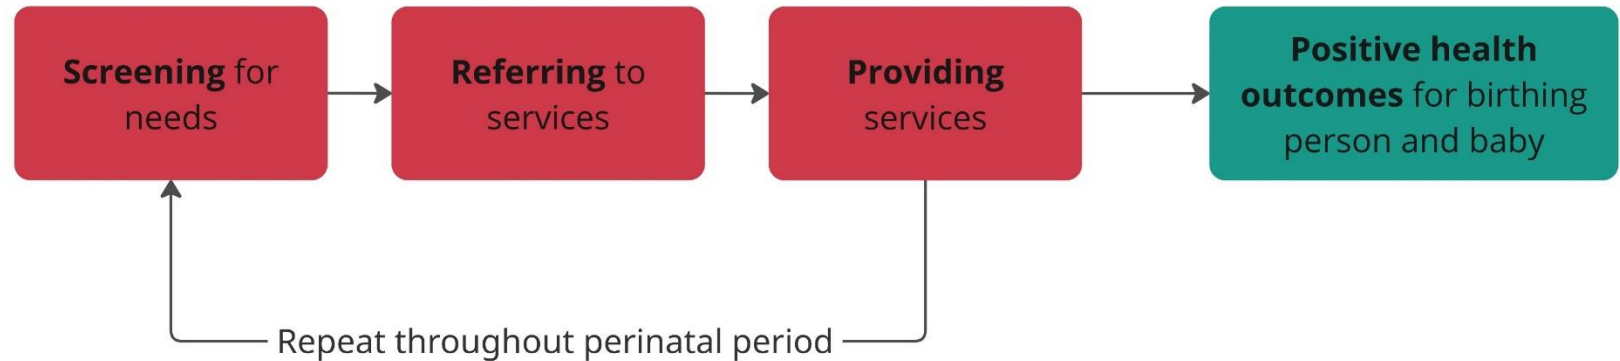 Screening for
needs
Referring to
services
Providing
services
Positive health
outcomes for birthing
person and baby
Repeat throughout perinatal period